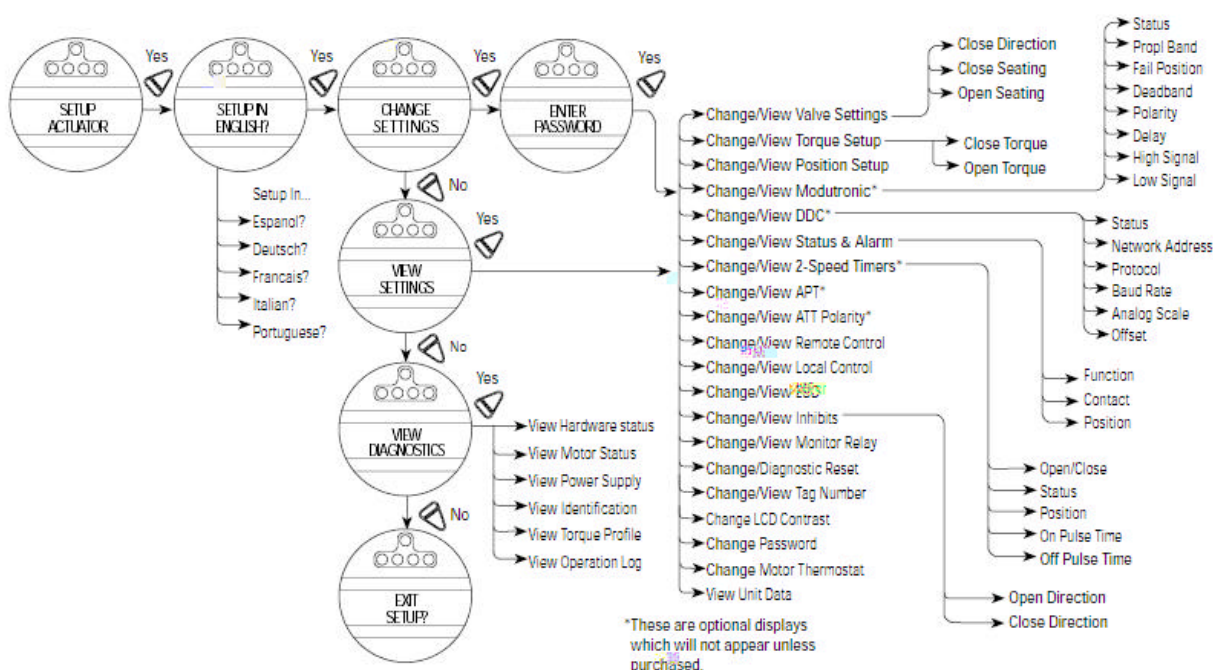 SETUP
ACTUATOR
Yes
SETUP IN
ENGLISH?
Yes
CHANGE
SETTINGS
Yes
ENTER
PASSWORD
Yes
Setup In...
Espanol?
Deutsch?
Francais?
Italian?
Portuguese?
No
VIEW
SETTINGS
Yes
No
VIEW
DIAGNOSTICS
Yes
View Hardware status
View Motor Status
View Power Supply
View Identification
View Torque Profile
View Operation Log
No
EXIT
SETUP?
Change/View Valve Settings
Change/View Torque Setup
Change/View Position Setup
Change/View Modutronic*
Change/View DDC*
Change/View Status & Alarm
Change/View 2-Speed Timers*
Change/View APT*
Change/View ATT Polarity*
Change/View Remote Control
Change/View Local Control
Change/View
Change/View Inhibits
Change/View Monitor Relay
Change/Diagnostic Reset
Change/View Tag Number
Change LCD Contrast
Change Password
Change Motor Thermostat
View Unit Data
*These are optional displays
which will not appear unless
purchased.
Close Direction
Close Seating
Open Seating
Close Torque
Open Torque
Status
Propl Band
Fail Position
Deadband
Polarity
Delay
High Signal
Low Signal
Status
Network Address
Protocol
Baud Rate
Analog Scale
Offset
Function
Contact
Position
Open/Close
Status
Position
On Pulse Time
Off Pulse Time
Open Direction
Close Direction